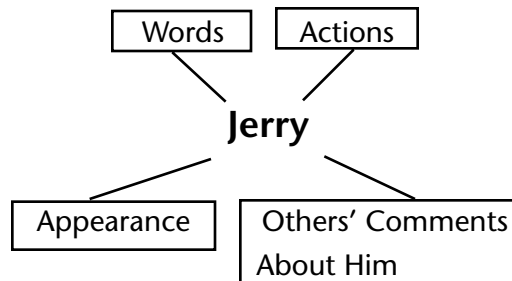 Words
Actions
Jerry
Appearance
Others’ Comments
About Him